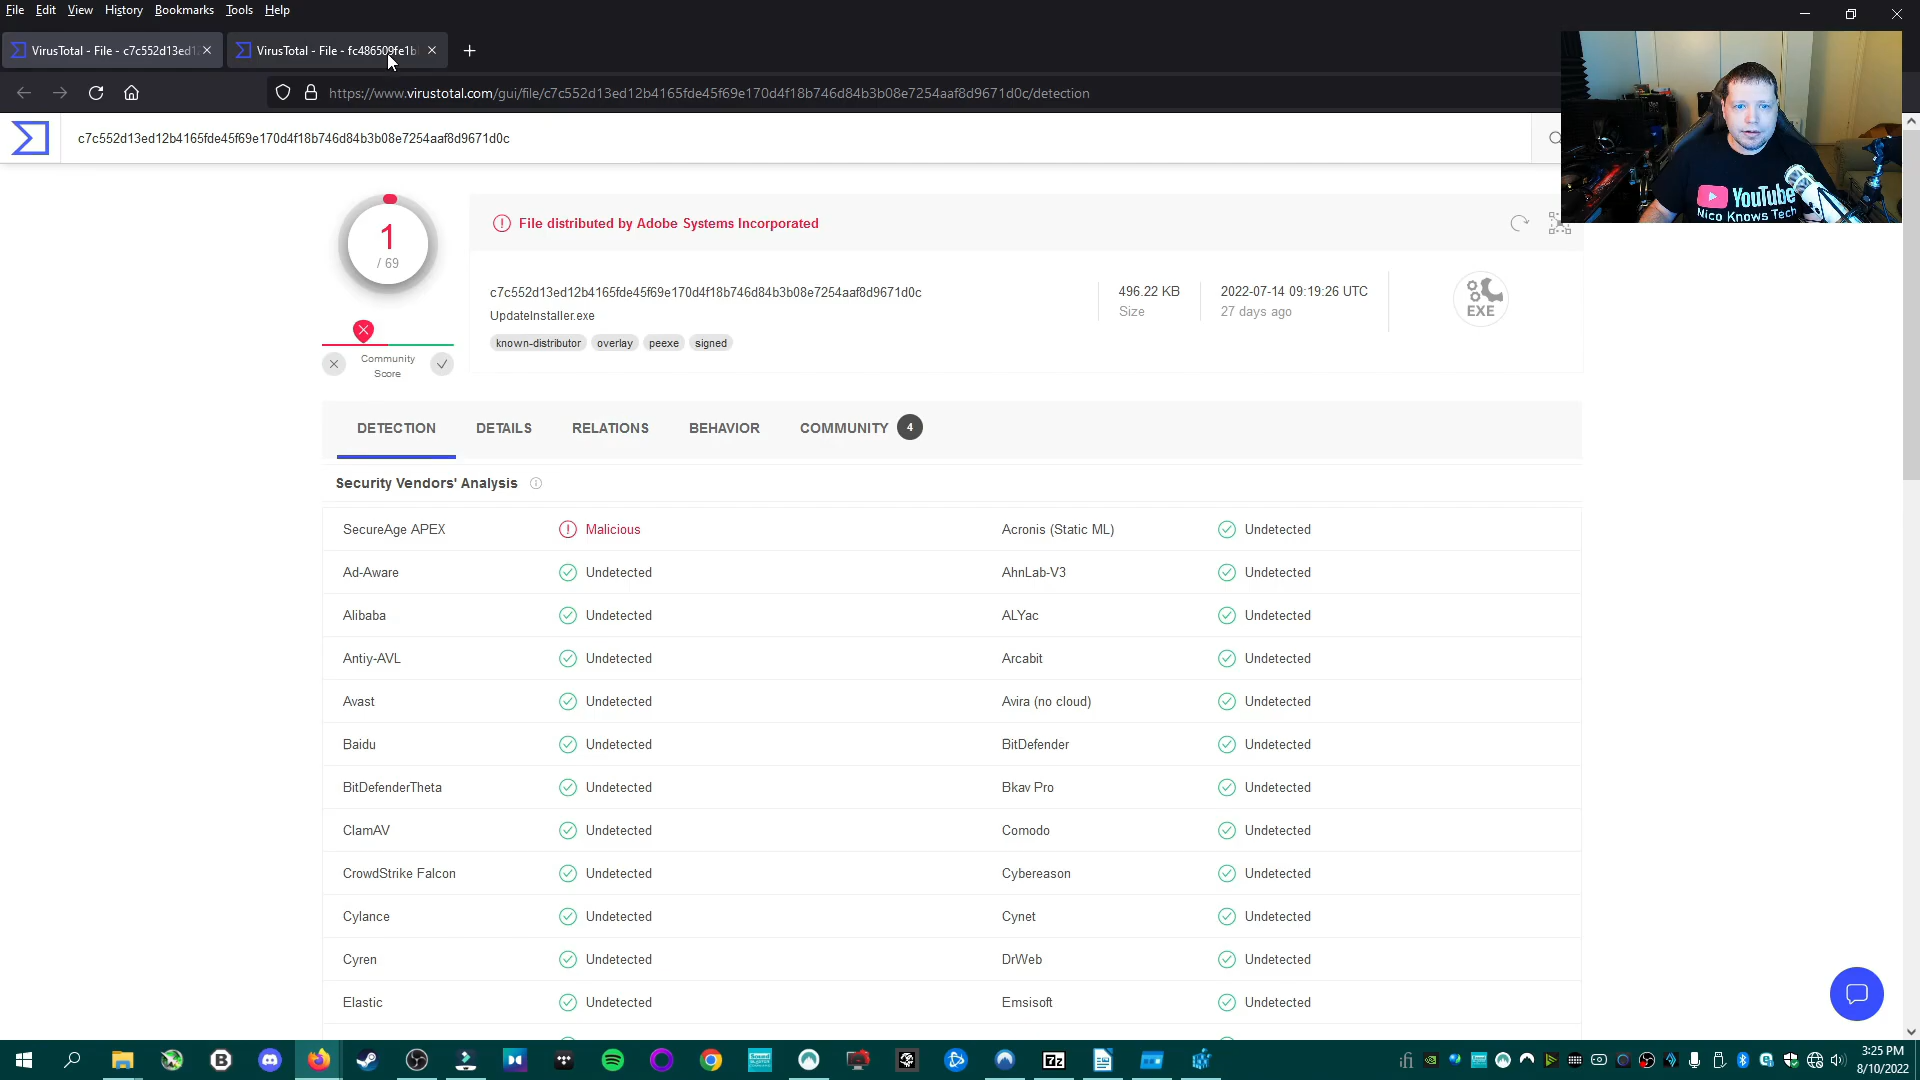 File Edit View History Bookmarks Tools Help
VirusTotal - File - c7c552d13ed1
VirusTotal - File - fc486509fe1b
https://www.virustotal.com/gui/file/c7c552d13ed12b4165fde45f69e170d4f18b746d84b3b08e7254aaf8d9671d0c/detection
c7c552d13ed12b4165fde45f69e170d4f18b746d84b3b08e7254aaf8d9671d0c
YouTube
Nico Knows Tech
1
/ 69
Community
Score
File distributed by Adobe Systems Incorporated
c7c552d13ed12b4165fde45f69e170d4f18b746d84b3b08e7254aaf8d9671d0c
UpdateInstaller.exe
known-distributor overlay peexe signed
496.22 KB
Size
2022-07-14 09:19:26 UTC
27 days ago
EXE
DETECTION DETAILS RELATIONS BEHAVIOR COMMUNITY 4
Security Vendors' Analysis
SecureAge APEX Malicious Acronis (Static ML) Undetected
Ad-Aware Undetected AhnLab-V3 Undetected
Alibaba Undetected ALYac Undetected
Antiy-AVL Undetected Arcabit Undetected
Avast Undetected Avira (no cloud) Undetected
Baidu Undetected BitDefender Undetected
BitDefenderTheta Undetected Bkav Pro Undetected
ClamAV Undetected Comodo Undetected
CrowdStrike Falcon Undetected Cybereason Undetected
Cylance Undetected Cynet Undetected
Cyren Undetected DrWeb Undetected
Elastic Undetected Emsisoft Undetected
3:25 PM
8/10/2022